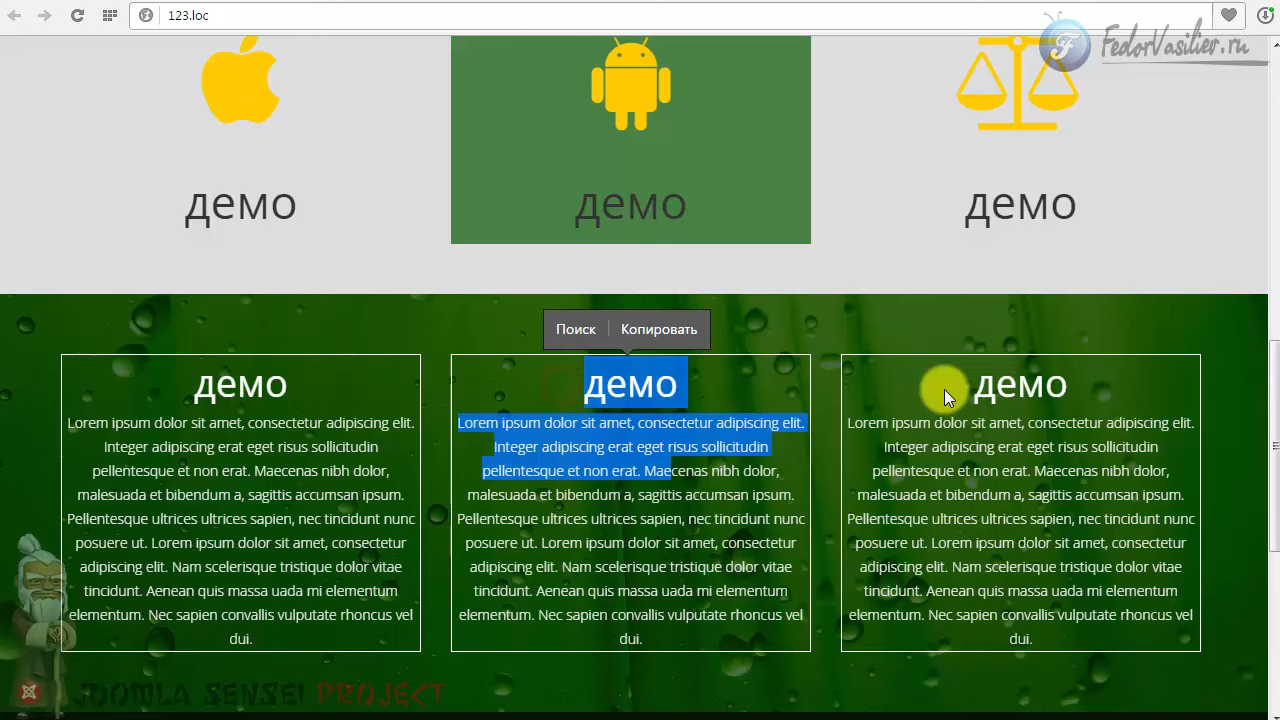 123.loc
FedorVasilier.ru
демо
демо
демо
Поиск
Копировать
демо
Lorem ipsum dolor sit amet, consectetur adipiscing elit.
Integer adipiscing erat eget risus sollicitudin
pellentesque et non erat. Maecenas nibh dolor,
malesuada et bibendum a, sagittis accumsan ipsum.
Pellentesque ultrices ultrices sapien, nec tincidunt nunc
posuere ut. Lorem ipsum dolor sit amet, consectetur
adipiscing elit. Nam scelerisque tristique dolor vitae
tincidunt. Aenean quis massa uada mi elementum
elementum. Nec sapien convallis vulputate rhoncus vel
dui.
демо
Lorem ipsum dolor sit amet, consectetur adipiscing elit.
Integer adipiscing erat eget risus sollicitudin
pellentesque et non erat. Maecenas nibh dolor,
malesuada et bibendum a, sagittis accumsan ipsum.
Pellentesque ultrices ultrices sapien, nec tincidunt nunc
posuere ut. Lorem ipsum dolor sit amet, consectetur
adipiscing elit. Nam scelerisque tristique dolor vitae
tincidunt. Aenean quis massa uada mi elementum
elementum. Nec sapien convallis vulputate rhoncus vel
dui.
демо
Lorem ipsum dolor sit amet, consectetur adipiscing elit.
Integer adipiscing erat eget risus sollicitudin
pellentesque et non erat. Maecenas nibh dolor,
malesuada et bibendum a, sagittis accumsan ipsum.
Pellentesque ultrices ultrices sapien, nec tincidunt nunc
posuere ut. Lorem ipsum dolor sit amet, consectetur
adipiscing elit. Nam scelerisque tristique dolor vitae
tincidunt. Aenean quis massa uada mi elementum
elementum. Nec sapien convallis vulputate rhoncus vel
dui.
JOOMLA SENSEI PROJECT